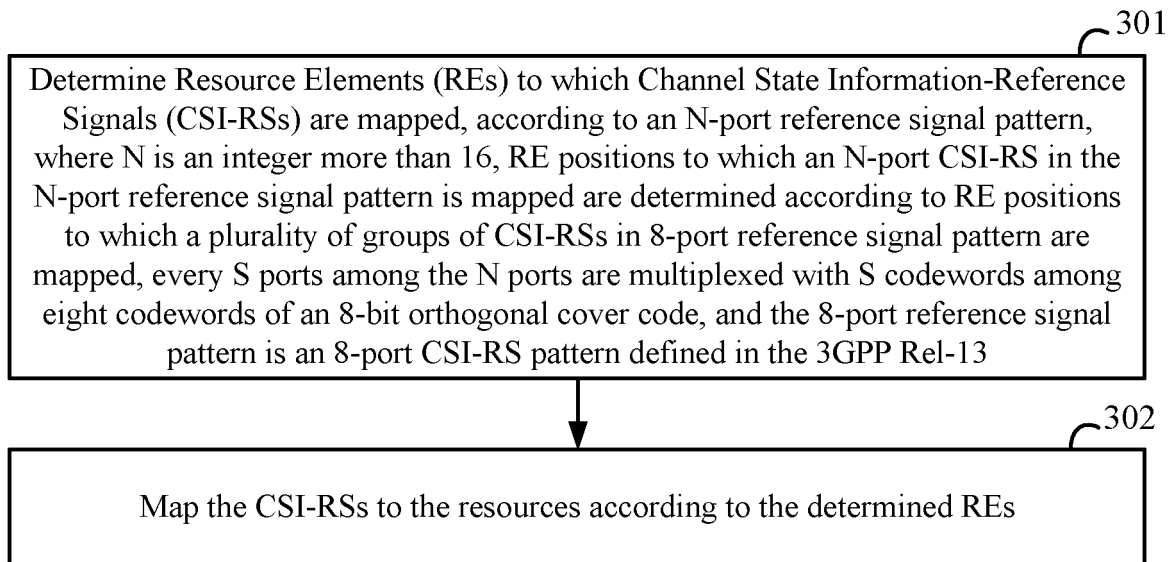 301
Determine Resource Elements (REs) to which Channel State Information-Reference
Signals (CSI-RSs) are mapped, according to an N-port reference signal pattern,
where N is an integer more than 16, RE positions to which an N-port CSI-RS in the
N-port reference signal pattern is mapped are determined according to RE positions
to which a plurality of groups of CSI-RSs in 8-port reference signal pattern are
mapped, every S ports among the N ports are multiplexed with S codewords among
eight codewords of an 8-bit orthogonal cover code, and the 8-port reference signal
pattern is an 8-port CSI-RS pattern defined in the 3GPP Rel-13
302
Map the CSI-RSs to the resources according to the determined REs